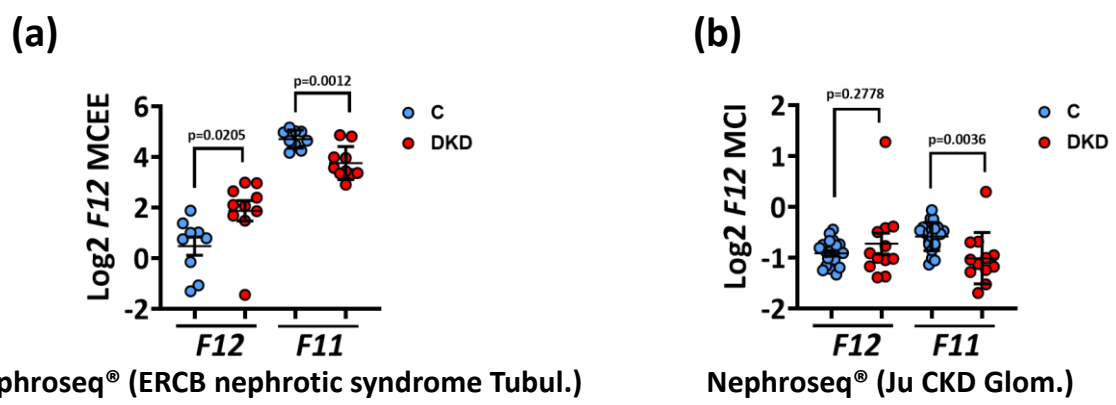 (a)
(b)
Log2 F12 MCEE
6
4
2
0
-2
p=0.0205
p=0.0012
C
DKD
F12
F11
phroseq® (ERCB nephrotic syndrome Tubul.)
Log2 F12 MCI
2
1
0
-1
-2
p=0.2778
p=0.0036
C
DKD
F12
F11
Nephroseq® (Ju CKD Glom.)